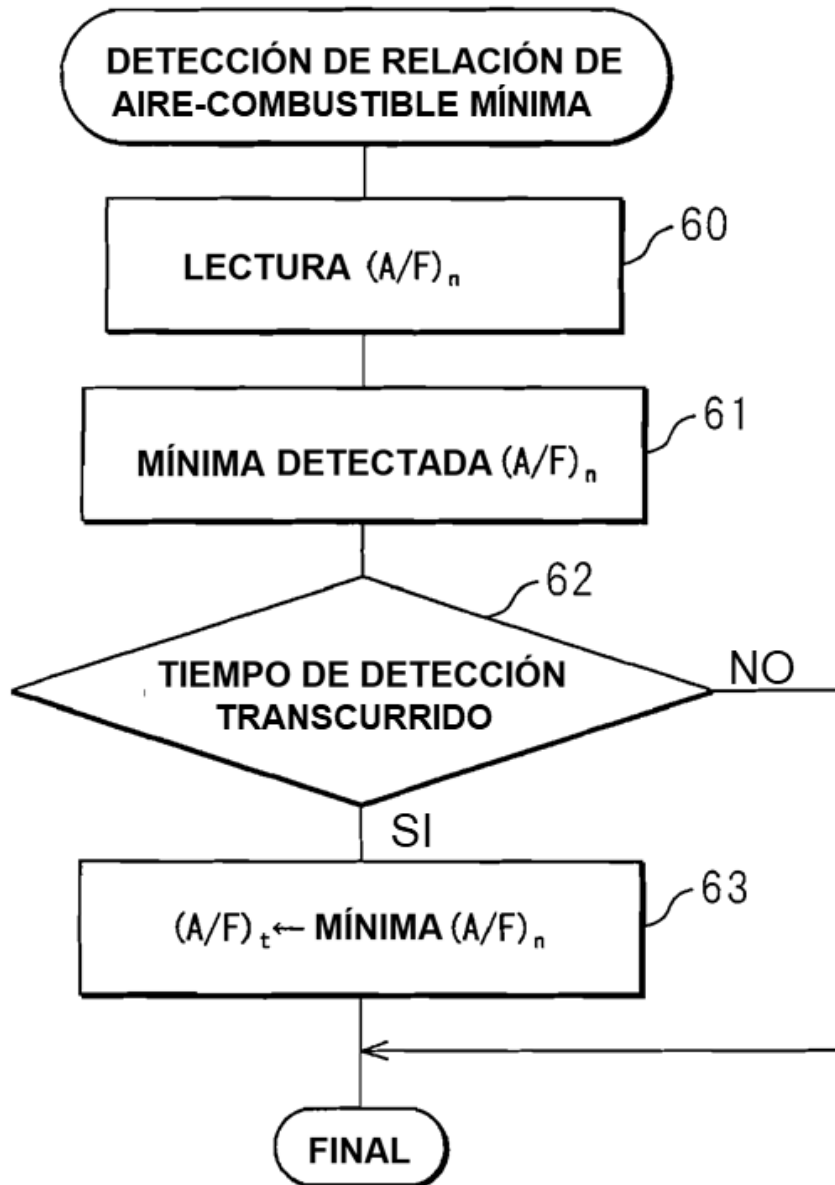 DETECCIÓN DE RELACIÓN DE
AIRE-COMBUSTIBLE MÍNIMA
60
LECTURA (A/F)n
61
MÍNIMA DETECTADA (A/F)n
62
TIEMPO DE DETECCIÓN
TRANSCURRIDO
NO
SI
63
(A/F)t← MÍNIMA (A/F)n
FINAL